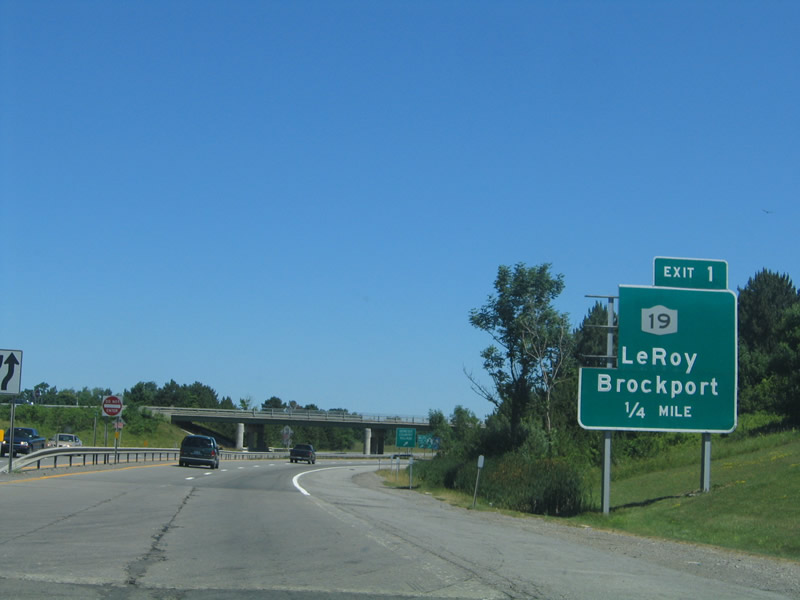 EXIT 1
19
LeRoy
Brockport
1/4 MILE